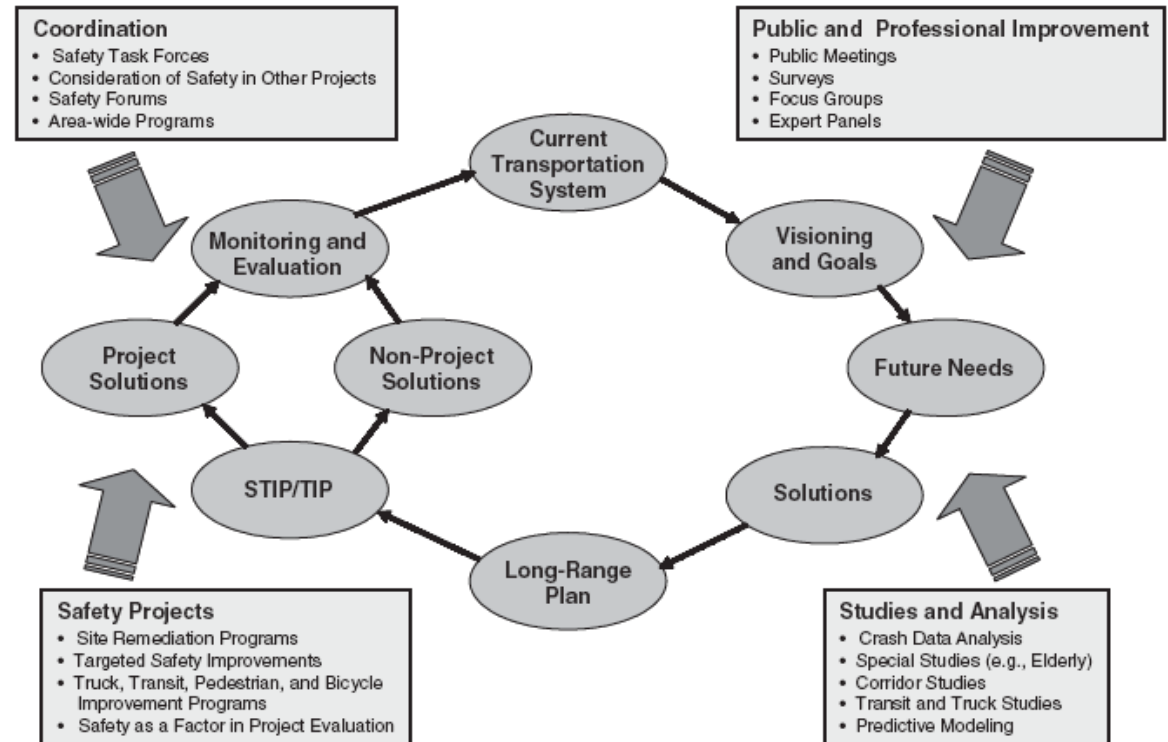 Coordination
• Safety Task Forces
• Consideration of Safety in Other Projects
• Safety Forums
• Area-wide Programs
Public and Professional Improvement
• Public Meetings
• Surveys
• Focus Groups
• Expert Panels
Current
Transportation
System
Monitoring and
Evaluation
Visioning
and Goals
Project
Solutions
Non-Project
Solutions
Future Needs
STIP/TIP
Solutions
Long-Range
Plan
Safety Projects
• Site Remediation Programs
• Targeted Safety Improvements
• Truck, Transit, Pedestrian, and Bicycle
Improvement Programs
• Safety as a Factor in Project Evaluation
Studies and Analysis
• Crash Data Analysis
• Special Studies (e.g., Elderly)
• Corridor Studies
• Transit and Truck Studies
• Predictive Modeling